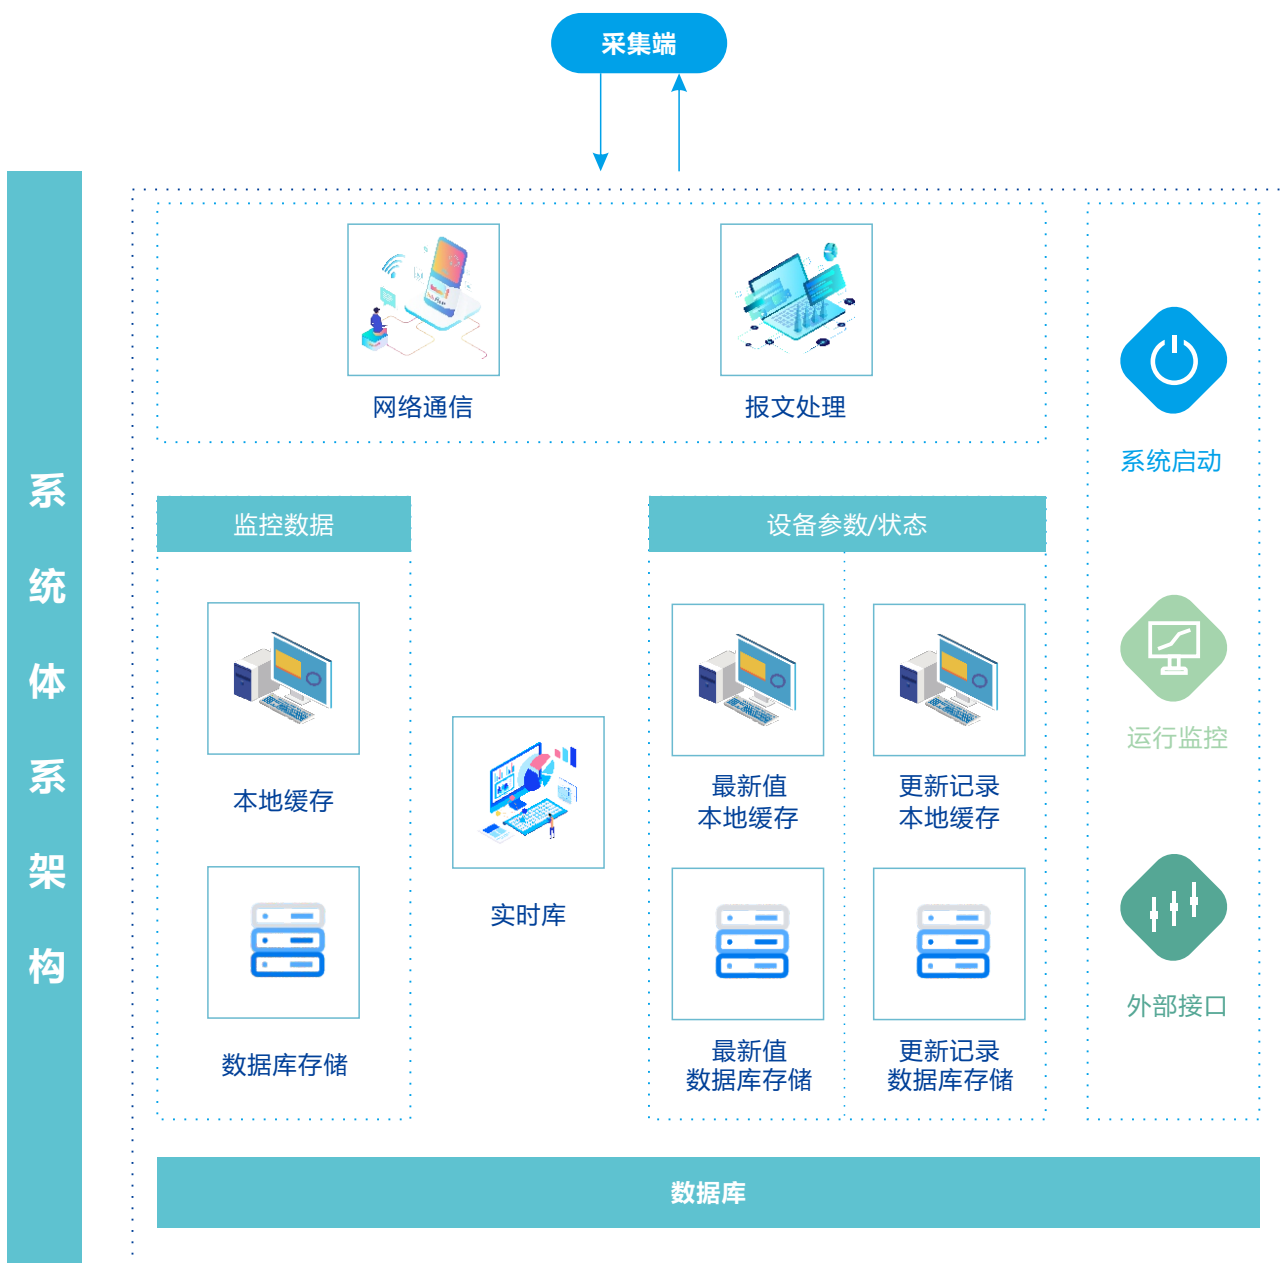 采集端
系统体系架构
网络通信
报文处理
系统启动
监控数据
设备参数/状态
本地缓存
最新值
本地缓存
更新记录
本地缓存
运行监控
实时库
数据库存储
最新值
数据库存储
更新记录
数据库存储
外部接口
数据库